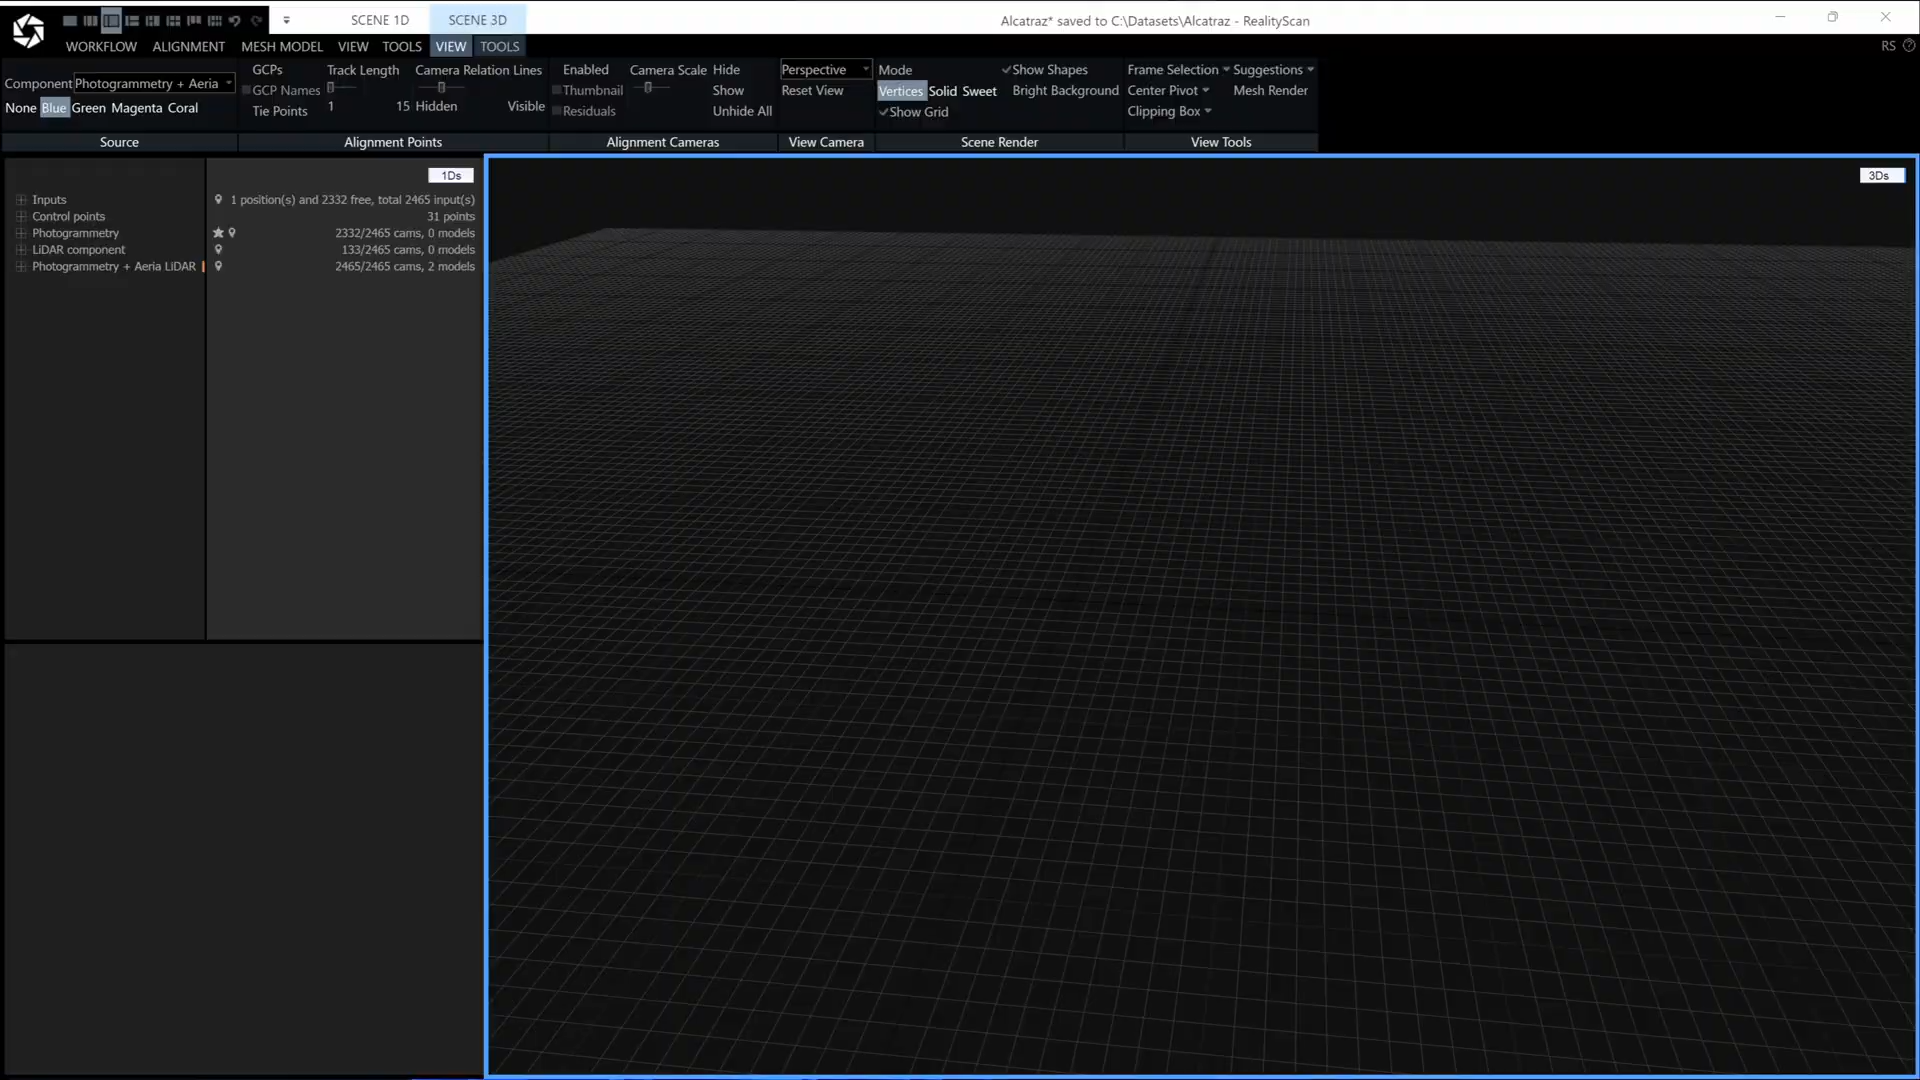 SCENE 1D SCENE 3D Alcatraz* saved to C:\Datasets\Alcatraz - RealityScan
WORKFLOW ALIGNMENT MESH MODEL VIEW TOOLS VIEW TOOLS RS
GCPs Track Length Camera Relation Lines Enabled Camera Scale Hide Perspective Mode Show Shapes Frame Selection Suggestions
Component Photogrammetry + Aeria GCP Names Thumbnail Show Reset View Vertices Solid Sweet Bright Background Center Pivot Mesh Render
None Blue Green Magenta Coral Tie Points 1 15 Hidden Visible Residuals Unhide All Show Grid Clipping Box
Source Alignment Points Alignment Cameras View Camera Scene Render View Tools
1Ds 3Ds
Inputs 1 position(s) and 2332 free, total 2465 input(s)
Control points 31 points
Photogrammetry 2332/2465 cams, 0 models
LiDAR component 133/2465 cams, 0 models
Photogrammetry + Aeria LiDAR 2465/2465 cams, 2 models